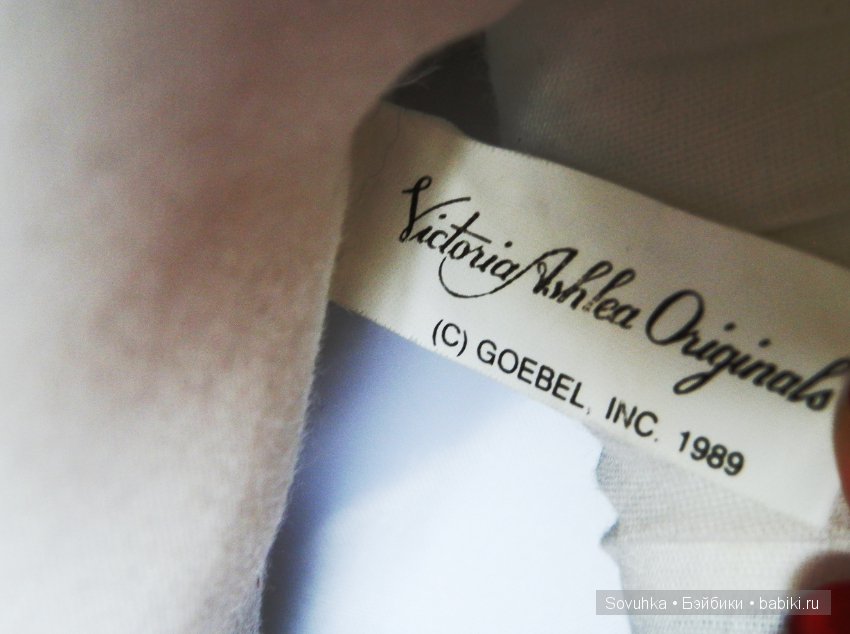 Victoria Ashlea Originals
(C) GOEBEL, INC. 1989
Sovuhka • Бэйбики • babiki.ru